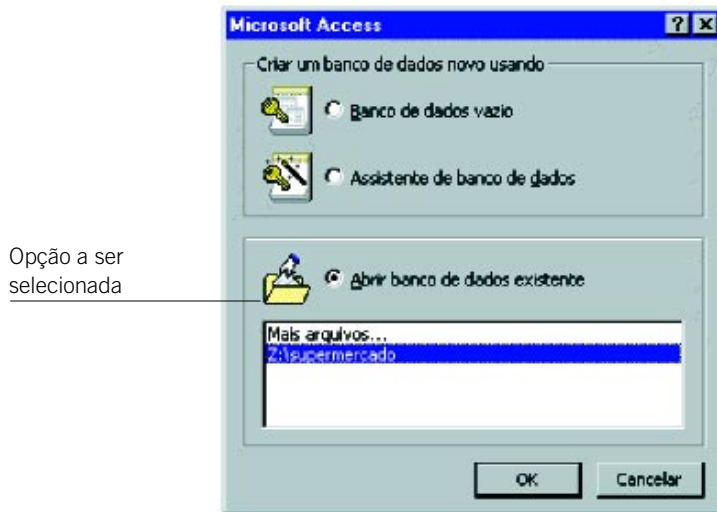 Microsoft Access
Criar um banco de dados novo usando
Banco de dados vazio
Assistente de banco de dados
Opção a ser
selecionada
Abrir banco de dados existente
Mais arquivos...
Z:\supermercado
OK
Cancelar